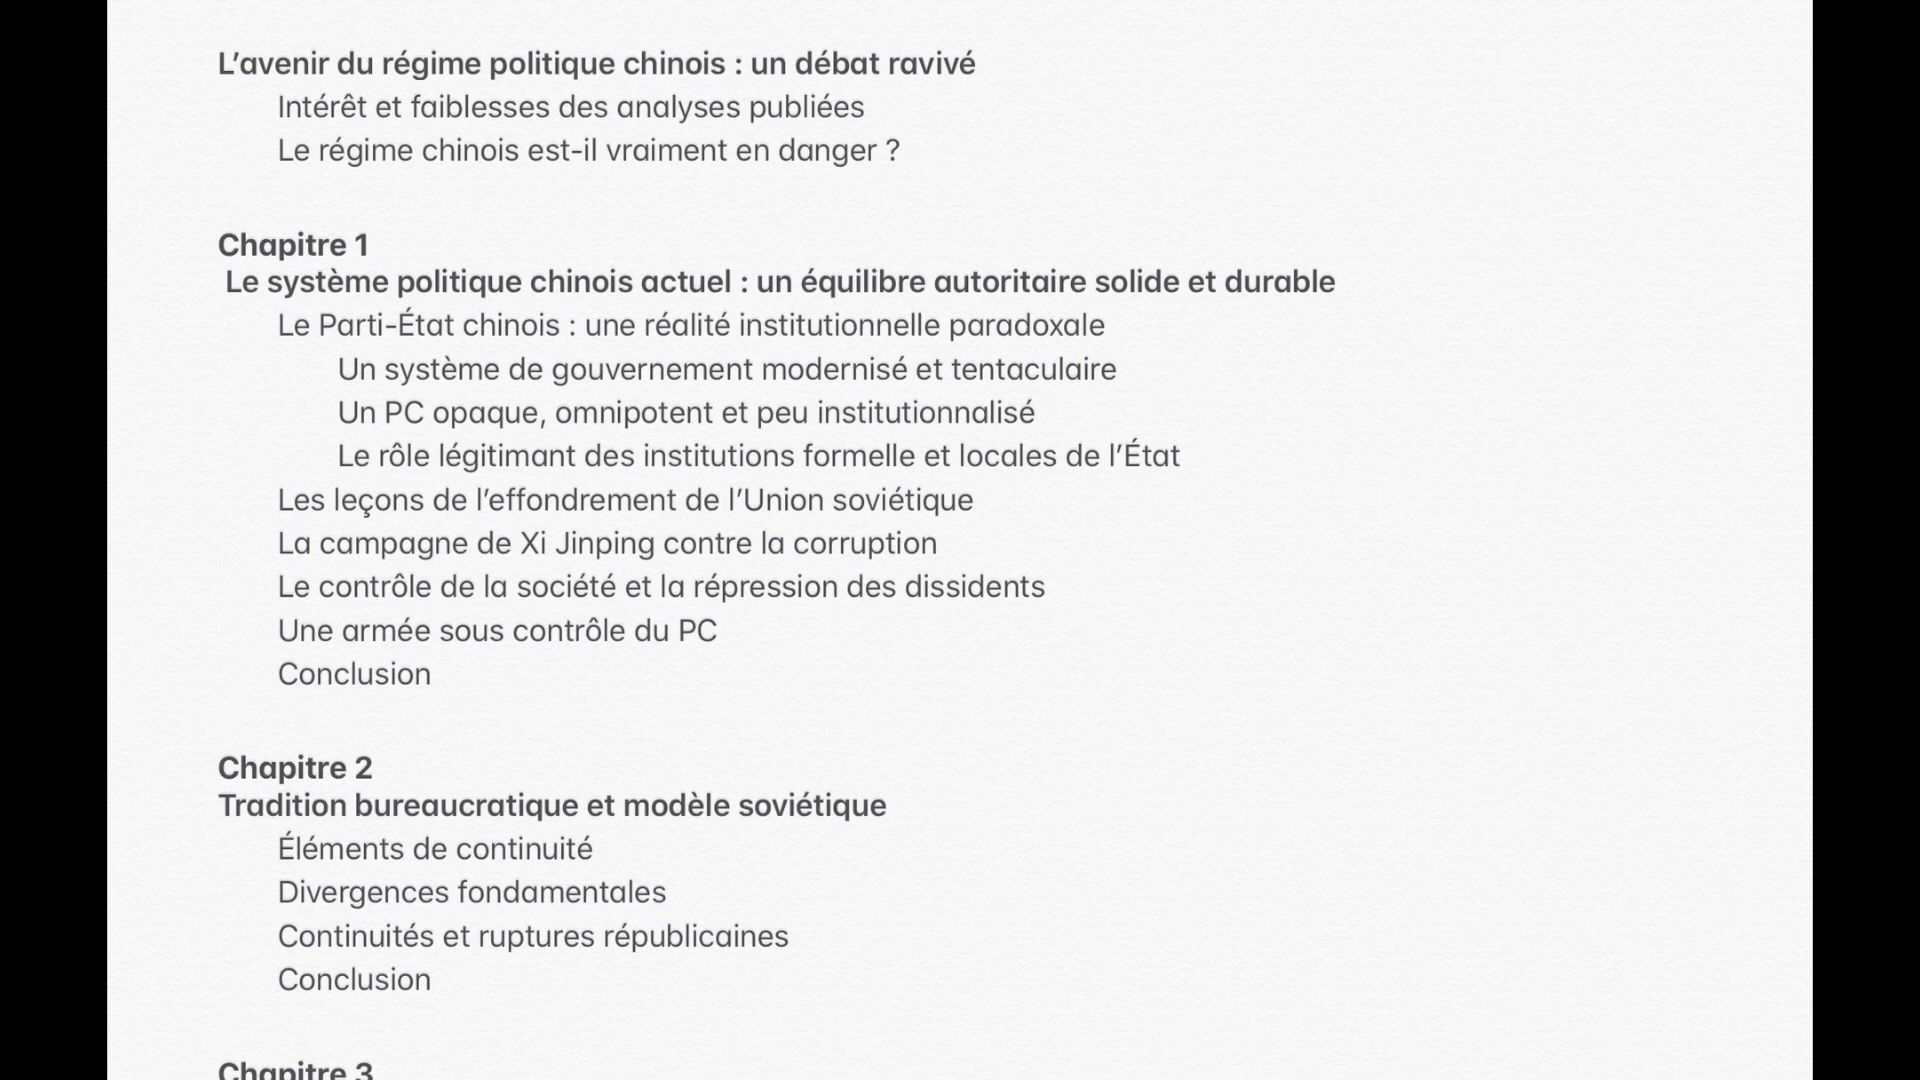 L’avenir du régime politique chinois : un débat ravivé
Intérêt et faiblesses des analyses publiées
Le régime chinois est-il vraiment en danger ?
Chapitre 1
Le système politique chinois actuel : un équilibre autoritaire solide et durable
Le Parti-État chinois : une réalité institutionnelle paradoxale
Un système de gouvernement modernisé et tentaculaire
Un PC opaque, omnipotent et peu institutionnalisé
Le rôle légitimant des institutions formelle et locales de l’État
Les leçons de l’effondrement de l’Union soviétique
La campagne de Xi Jinping contre la corruption
Le contrôle de la société et la répression des dissidents
Une armée sous contrôle du PC
Conclusion
Chapitre 2
Tradition bureaucratique et modèle soviétique
Éléments de continuité
Divergences fondamentales
Continuités et ruptures républicaines
Conclusion
Chapitre 3